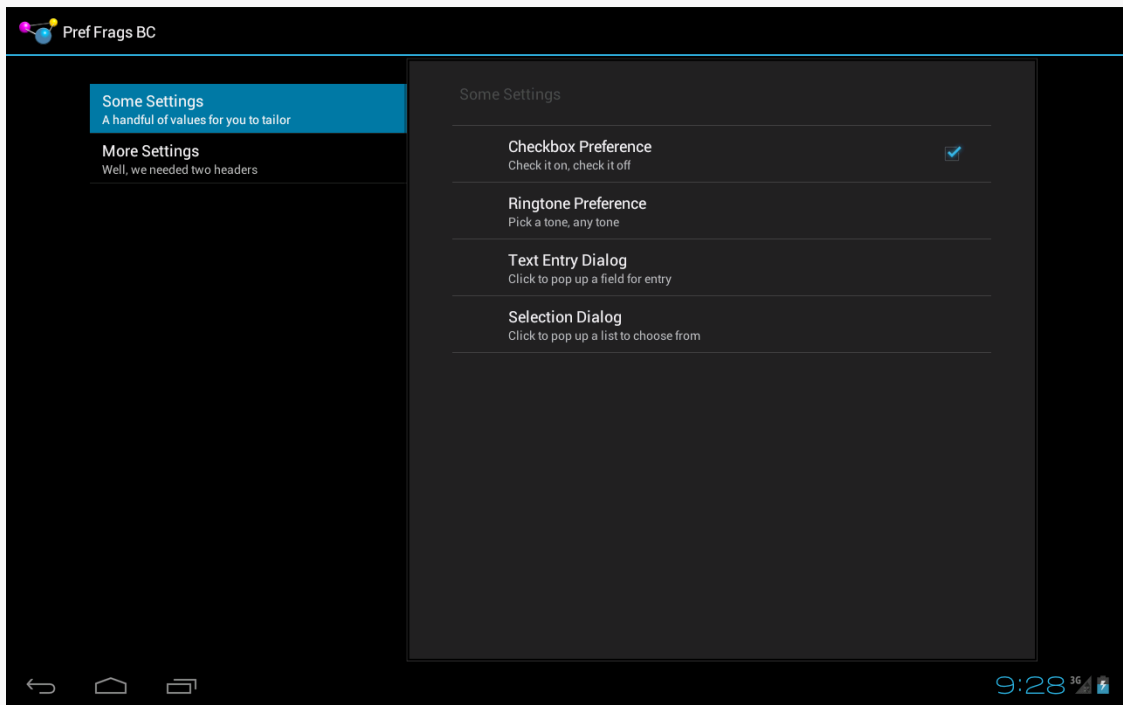 Pref Frags BC
Some Settings
A handful of values for you to tailor
More Settings
Well, we needed two headers
Some Settings
Checkbox Preference
Check it on, check it off
Ringtone Preference
Pick a tone, any tone
Text Entry Dialog
Click to pop up a field for entry
Selection Dialog
Click to pop up a list to choose from
9:28 3G